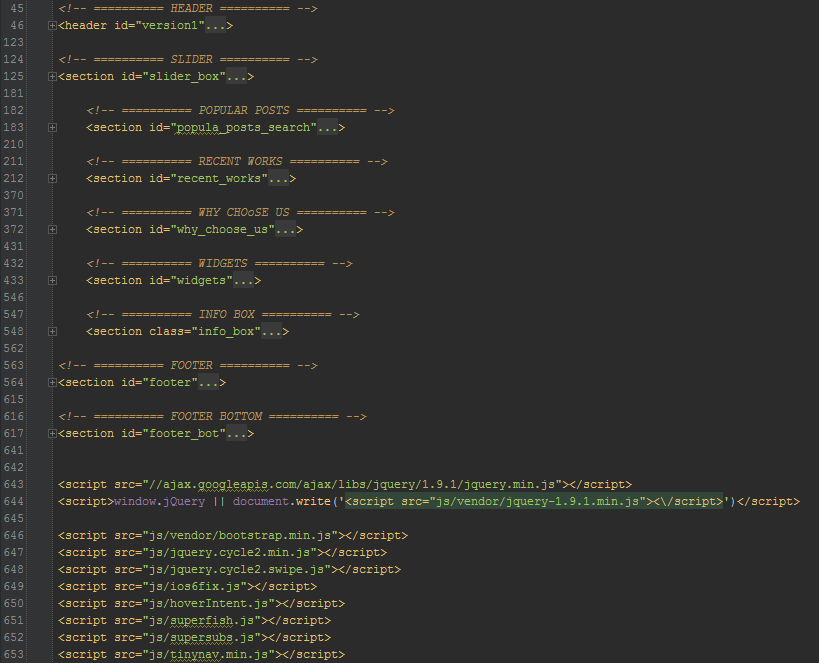 45 <!-- ========== HEADER ========== -->
46 <header id="version1"...>
123
124 <!-- ========== SLIDER ========== -->
125 <section id="slider_box"...>
181
182 <!-- ========== POPULAR POSTS ========== -->
183 <section id="popula_posts_search"...>
210
211 <!-- ========== RECENT WORKS ========== -->
212 <section id="recent_works"...>
370
371 <!-- ========== WHY CHOoSE US ========== -->
372 <section id="why_choose_us"...>
431
432 <!-- ========== WIDGETS ========== -->
433 <section id="widgets"...>
546
547 <!-- ========== INFO BOX ========== -->
548 <section class="info_box"...>
562
563 <!-- ========== FOOTER ========== -->
564 <section id="footer"...>
615
616 <!-- ========== FOOTER BOTTOM ========== -->
617 <section id="footer_bot"...>
641
642
643 <script src="//ajax.googleapis.com/ajax/libs/jquery/1.9.1/jquery.min.js"></script>
644 <script>window.jQuery || document.write('<script src="js/vendor/jquery-1.9.1.min.js"><\/script>')</script>
645
646 <script src="js/vendor/bootstrap.min.js"></script>
647 <script src="js/jquery.cycle2.min.js"></script>
648 <script src="js/jquery.cycle2.swipe.js"></script>
649 <script src="js/ios6fix.js"></script>
650 <script src="js/hoverIntent.js"></script>
651 <script src="js/superfish.js"></script>
652 <script src="js/supersubs.js"></script>
653 <script src="js/tinynav.min.js"></script>